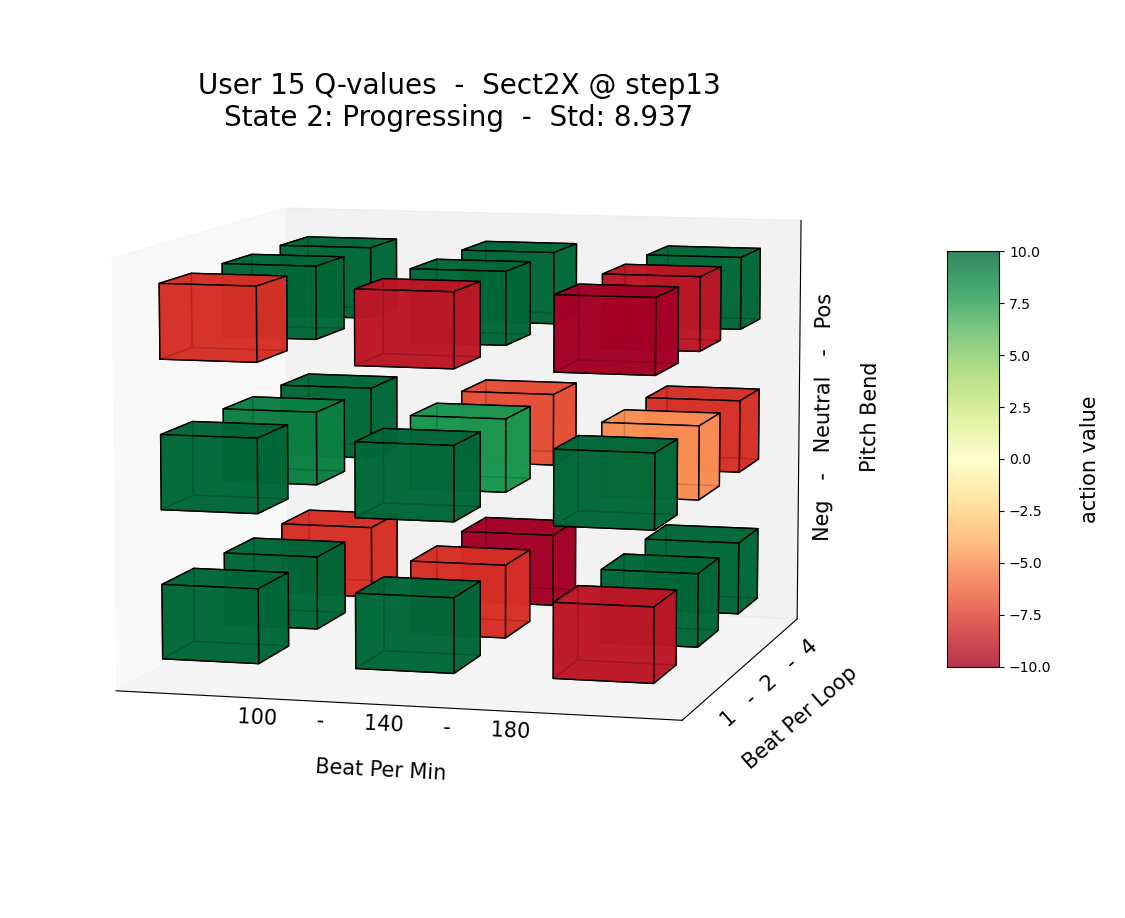 User 15 Q-values - Sect2X @ step13
State 2: Progressing - Std: 8.937
Neg - Neutral - Pos
Pitch Bend
100 - 140 - 180
Beat Per Min
1 - 2 - 4
Beat Per Loop
10.0
7.5
5.0
2.5
0.0
−2.5
−5.0
−7.5
−10.0
action value